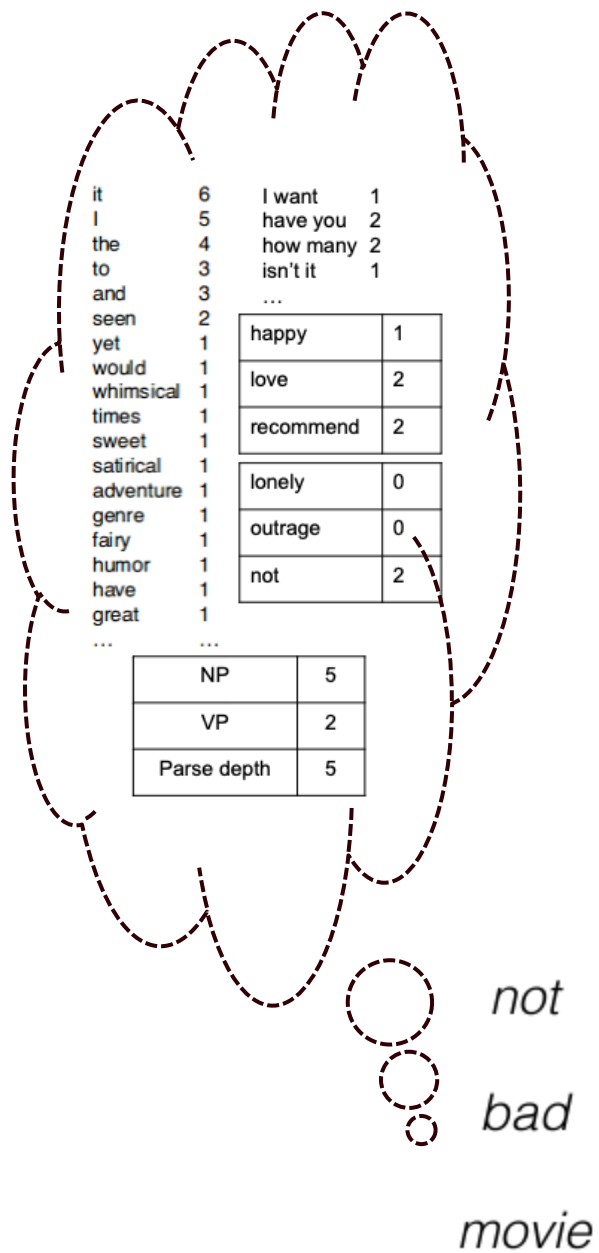 it 6
I 5
the 4
to 3
and 3
seen 2
yet 1
would 1
whimsical 1
times 1
sweet 1
satirical 1
adventure 1
genre 1
fairy 1
humor 1
have 1
great 1
… …
I want 1
have you 2
how many 2
isn't it 1
…
happy 1
love 2
recommend 2
lonely 0
outrage 0
not 2
NP 5
VP 2
Parse depth 5
not
bad
movie